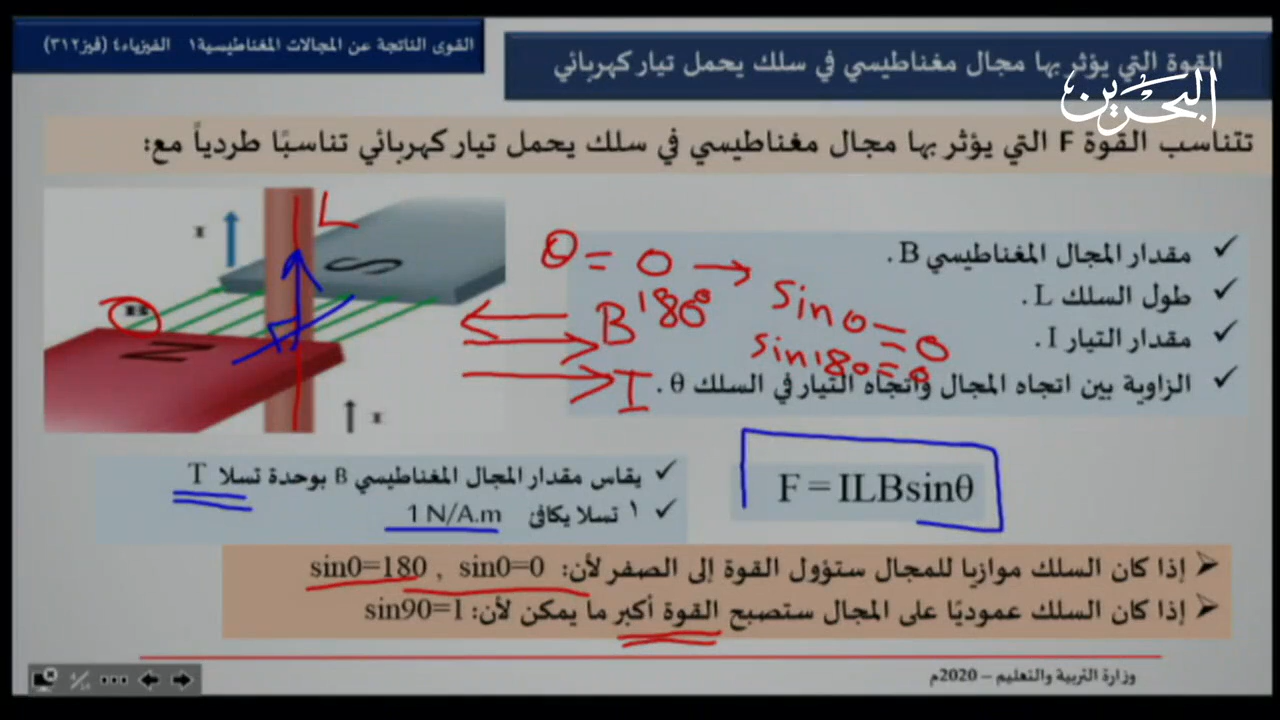 القوى الناتجة عن المجالات المغناطيسية١ الفيزياء٤ (فيز٣١٢)
القوة التي يؤثر بها مجال مغناطيسي في سلك يحمل تيار كهربائي
البحرين
تتناسب القوة F التي يؤثر بها مجال مغناطيسي في سلك يحمل تيار كهربائي تناسبًا طردياً مع:
✓ مقدار المجال المغناطيسي B .
✓ طول السلك L .
✓ مقدار التيار I .
✓ الزاوية بين اتجاه المجال واتجاه التيار في السلك θ .
L
S
N
I
I
θ = 0 → sin 0 = 0
180° sin 180 = 0
B
I
F = ILBsinθ
✓ يقاس مقدار المجال المغناطيسي B بوحدة تسلا T
✓ ١ تسلا يكافئ 1 N/A.m
➢ إذا كان السلك موازيا للمجال ستؤول القوة إلى الصفر لأن: sin0=180 , sin0=0
➢ إذا كان السلك عموديًا على المجال ستصبح القوة أكبر ما يمكن لأن: sin90=1
وزارة التربية والتعليم – 2020م